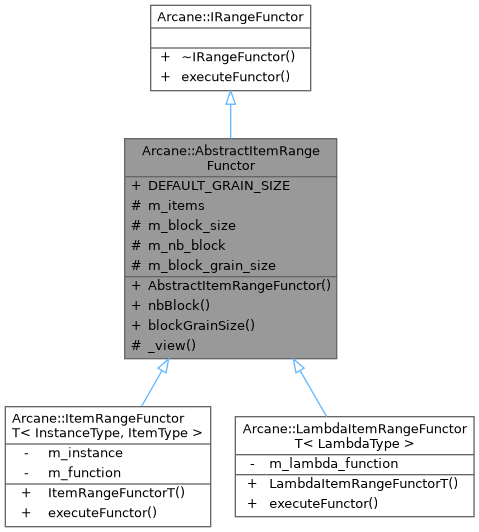 Arcane::IRangeFunctor
+ ~IRangeFunctor()
+ executeFunctor()
Arcane::AbstractItemRange
Functor
+ DEFAULT_GRAIN_SIZE
# m_items
# m_block_size
# m_nb_block
# m_block_grain_size
+ AbstractItemRangeFunctor()
+ nbBlock()
+ blockGrainSize()
# _view()
Arcane::ItemRangeFunctor
T< InstanceType, ItemType >
- m_instance
- m_function
+ ItemRangeFunctorT()
+ executeFunctor()
Arcane::LambdaItemRangeFunctor
T< LambdaType >
- m_lambda_function
+ LambdaItemRangeFunctorT()
+ executeFunctor()